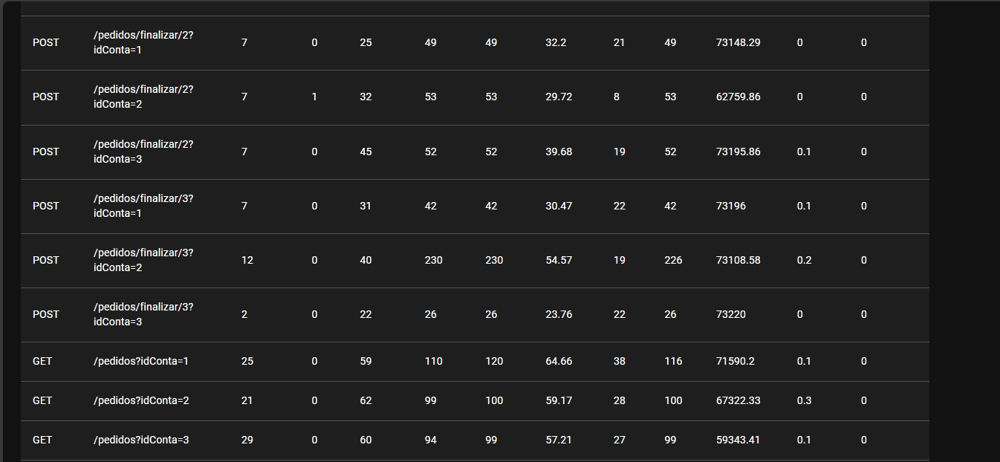 POST /pedidos/finalizar/2? 7 0 25 49 49 32.2 21 49 73148.29 0 0
idConta=1
POST /pedidos/finalizar/2? 7 1 32 53 53 29.72 8 53 62759.86 0 0
idConta=2
POST /pedidos/finalizar/2? 7 0 45 52 52 39.68 19 52 73195.86 0.1 0
idConta=3
POST /pedidos/finalizar/3? 7 0 31 42 42 30.47 22 42 73196 0.1 0
idConta=1
POST /pedidos/finalizar/3? 12 0 40 230 230 54.57 19 226 73108.58 0.2 0
idConta=2
POST /pedidos/finalizar/3? 2 0 22 26 26 23.76 22 26 73220 0 0
idConta=3
GET /pedidos?idConta=1 25 0 59 110 120 64.66 38 116 71590.2 0.1 0
GET /pedidos?idConta=2 21 0 62 99 100 59.17 28 100 67322.33 0.3 0
GET /pedidos?idConta=3 29 0 60 94 99 57.21 27 99 59343.41 0.1 0